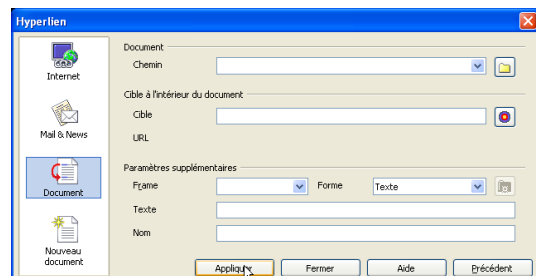 Hyperlien
Internet
Mail & News
Document
Nouveau
document
Document
Chemin
Cible à l'intérieur du document
Cible
URL
Paramètres supplémentaires
Frame
Forme
Texte
Texte
Nom
Appliquer
Fermer
Aide
Précédent